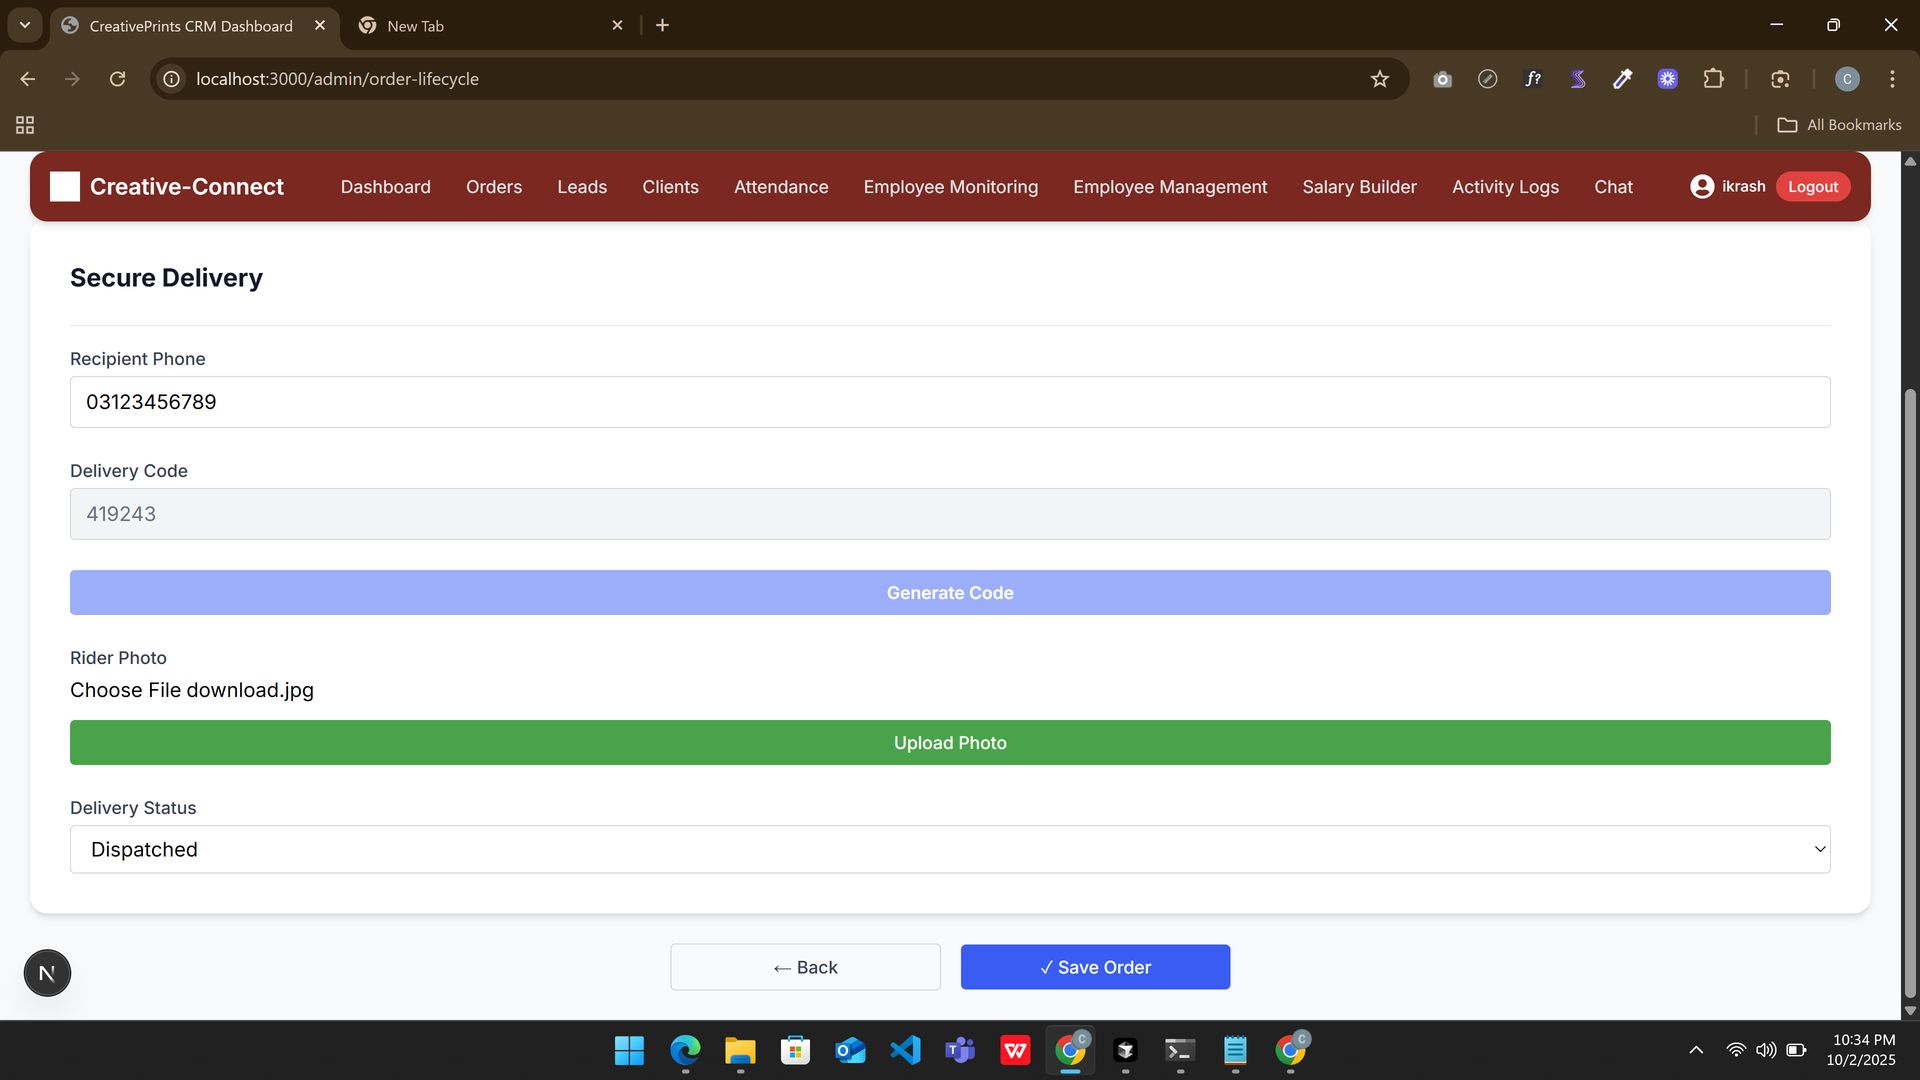 CreativePrints CRM Dashboard
New Tab
localhost:3000/admin/order-lifecycle
f?
C
All Bookmarks
Creative-Connect
Dashboard
Orders
Leads
Clients
Attendance
Employee Monitoring
Employee Management
Salary Builder
Activity Logs
Chat
ikrash
Logout
Secure Delivery
Recipient Phone
03123456789
Delivery Code
419243
Generate Code
Rider Photo
Choose File download.jpg
Upload Photo
Delivery Status
Dispatched
← Back
✓ Save Order
N
10:34 PM
10/2/2025